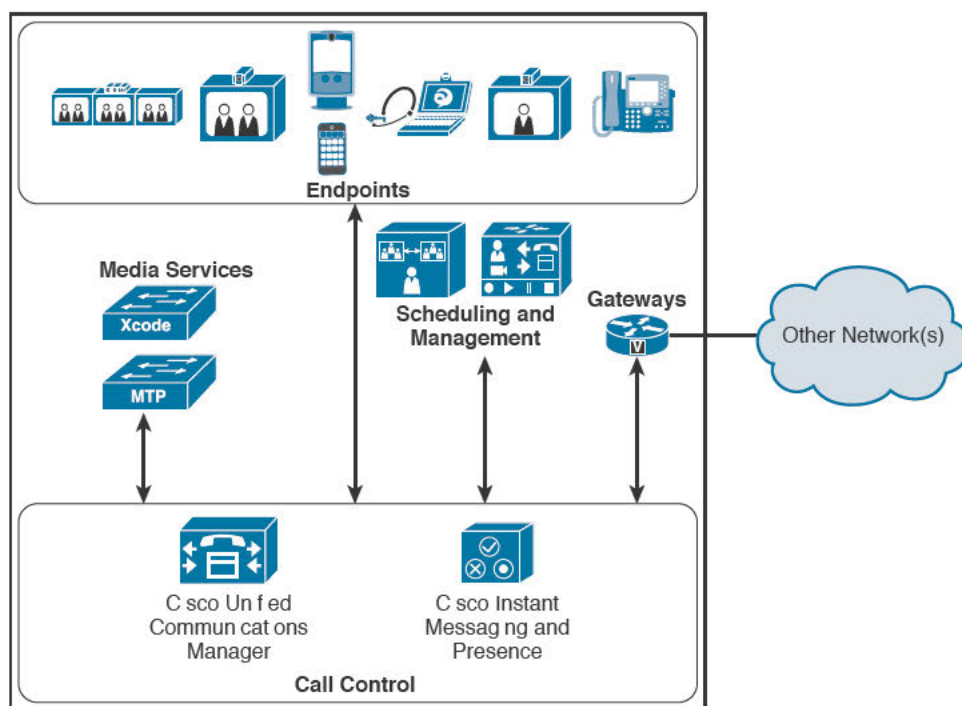 Endpoints
Media Services
Xcode
MTP
Scheduling and
Management
Gateways
V
Other Network(s)
C sco Un f ed
Commun cat ons
Manager
C sco Instant
Messag ng and
Presence
Call Control